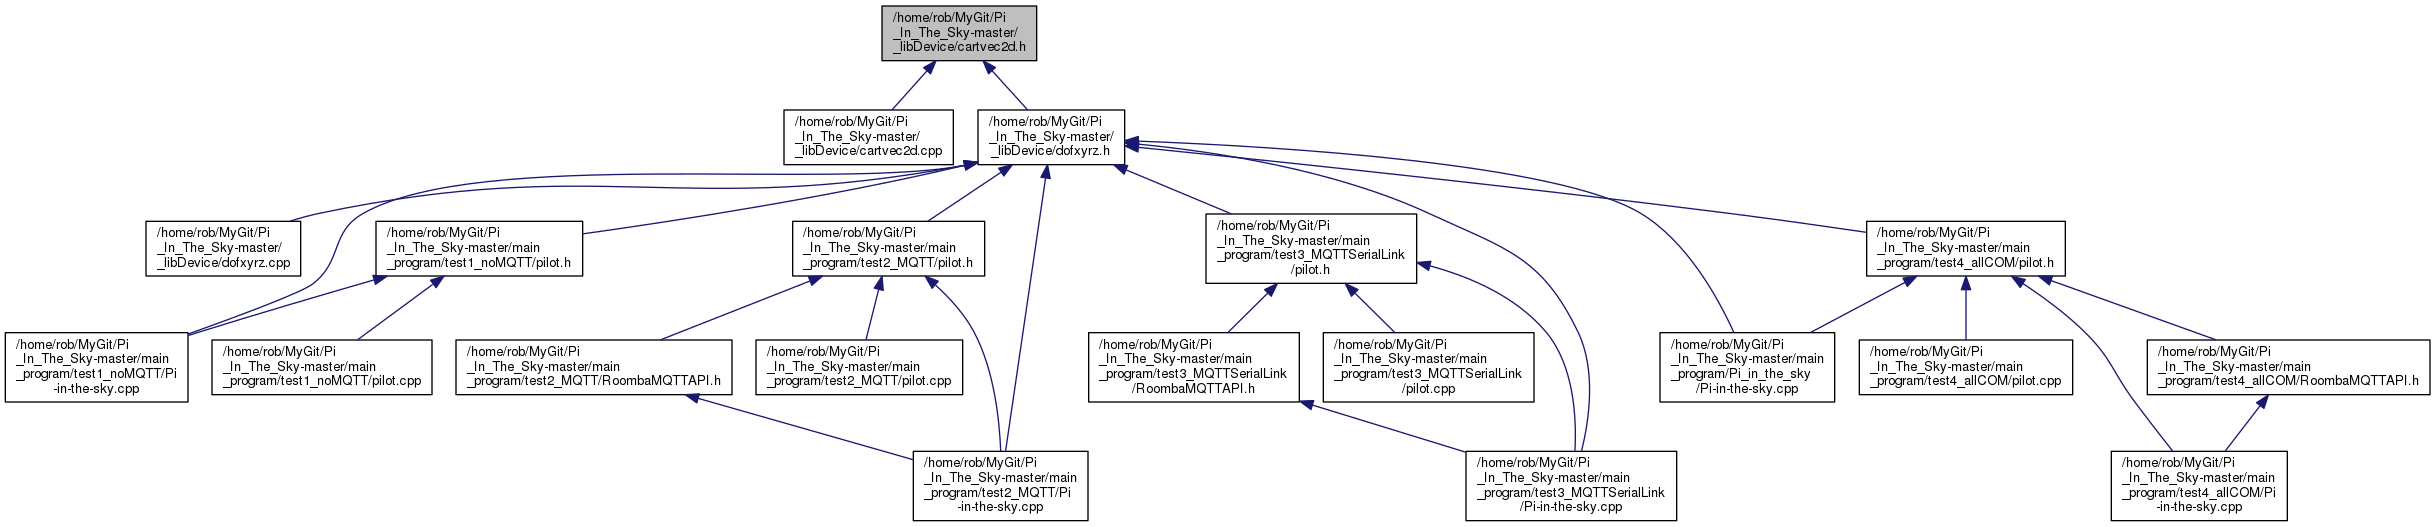 /home/rob/MyGit/Pi
_In_The_Sky-master/
_libDevice/cartvec2d.h
/home/rob/MyGit/Pi
_In_The_Sky-master/
_libDevice/cartvec2d.cpp
/home/rob/MyGit/Pi
_In_The_Sky-master/
_libDevice/dofxyrz.h
/home/rob/MyGit/Pi
_In_The_Sky-master/
_libDevice/dofxyrz.cpp
/home/rob/MyGit/Pi
_In_The_Sky-master/main
_program/test1_noMQTT/pilot.h
/home/rob/MyGit/Pi
_In_The_Sky-master/main
_program/test2_MQTT/pilot.h
/home/rob/MyGit/Pi
_In_The_Sky-master/main
_program/test3_MQTTSerialLink
/pilot.h
/home/rob/MyGit/Pi
_In_The_Sky-master/main
_program/test4_allCOM/pilot.h
/home/rob/MyGit/Pi
_In_The_Sky-master/main
_program/test1_noMQTT/Pi
-in-the-sky.cpp
/home/rob/MyGit/Pi
_In_The_Sky-master/main
_program/test1_noMQTT/pilot.cpp
/home/rob/MyGit/Pi
_In_The_Sky-master/main
_program/test2_MQTT/RoombaMQTTAPI.h
/home/rob/MyGit/Pi
_In_The_Sky-master/main
_program/test2_MQTT/pilot.cpp
/home/rob/MyGit/Pi
_In_The_Sky-master/main
_program/test3_MQTTSerialLink
/RoombaMQTTAPI.h
/home/rob/MyGit/Pi
_In_The_Sky-master/main
_program/test3_MQTTSerialLink
/pilot.cpp
/home/rob/MyGit/Pi
_In_The_Sky-master/main
_program/Pi_in_the_sky
/Pi-in-the-sky.cpp
/home/rob/MyGit/Pi
_In_The_Sky-master/main
_program/test4_allCOM/pilot.cpp
/home/rob/MyGit/Pi
_In_The_Sky-master/main
_program/test4_allCOM/RoombaMQTTAPI.h
/home/rob/MyGit/Pi
_In_The_Sky-master/main
_program/test2_MQTT/Pi
-in-the-sky.cpp
/home/rob/MyGit/Pi
_In_The_Sky-master/main
_program/test3_MQTTSerialLink
/Pi-in-the-sky.cpp
/home/rob/MyGit/Pi
_In_The_Sky-master/main
_program/test4_allCOM/Pi
-in-the-sky.cpp